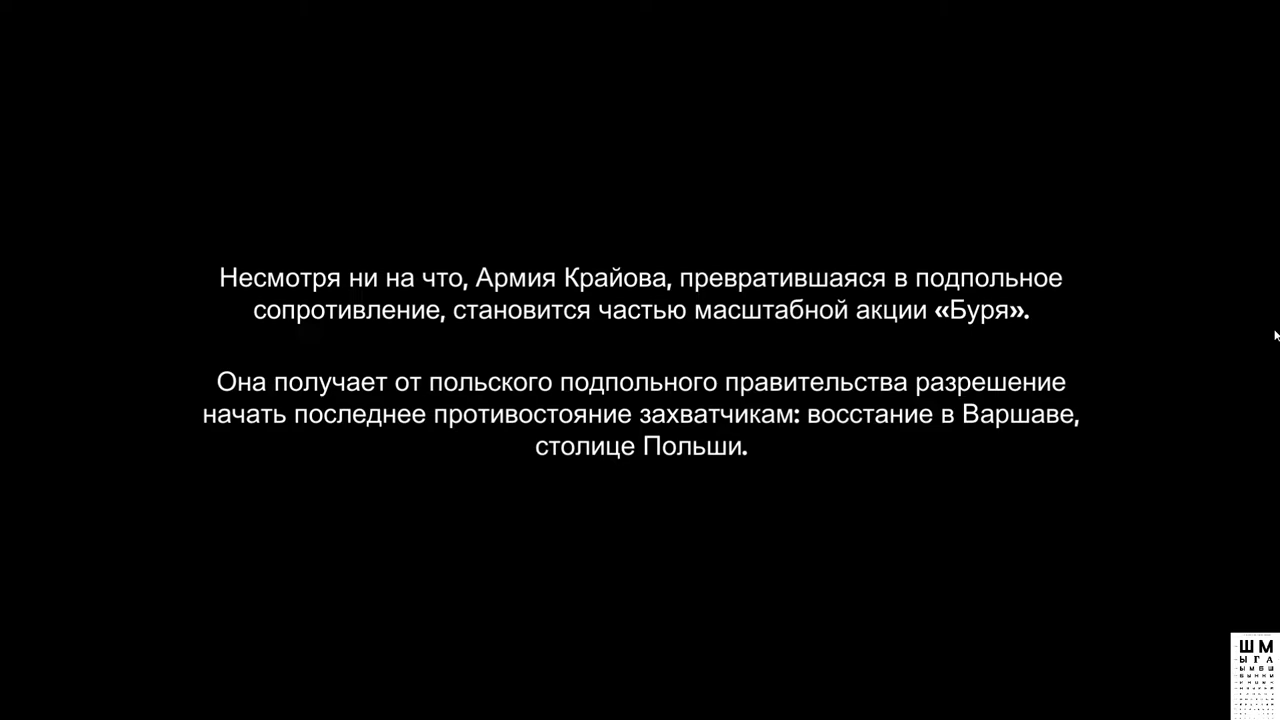 Несмотря ни на что, Армия Крайова, превратившаяся в подпольное
сопротивление, становится частью масштабной акции «Буря».
Она получает от польского подпольного правительства разрешение
начать последнее противостояние захватчикам: восстание в Варшаве,
столице Польши.
Ш М
Ы Г А
Ы М Б Ш
Б Ы Н К И